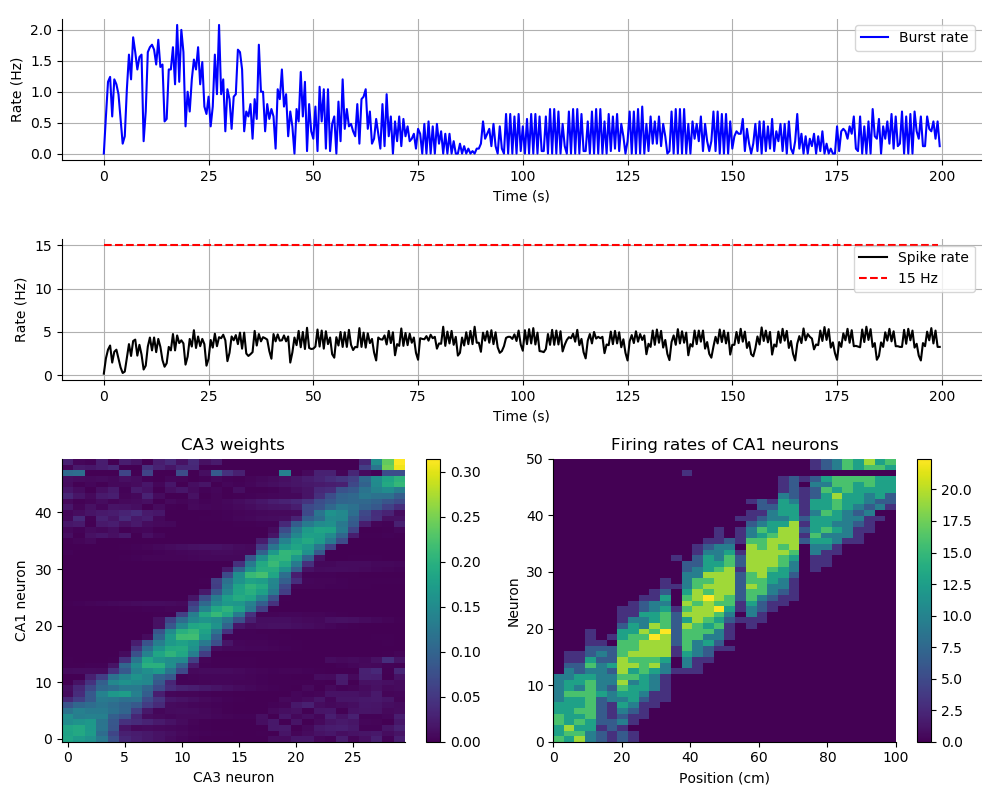 2.0
1.5
1.0
0.5
0.0
Rate (Hz)
Burst rate
0 25 50 75 100 125 150 175 200
Time (s)
15
10
5
0
Rate (Hz)
Spike rate
15 Hz
0 25 50 75 100 125 150 175 200
Time (s)
CA3 weights
40
30
20
10
0
CA1 neuron
0 5 10 15 20 25
CA3 neuron
0.30
0.25
0.20
0.15
0.10
0.05
0.00
Firing rates of CA1 neurons
50
40
30
20
10
0
Neuron
0 20 40 60 80 100
Position (cm)
20.0
17.5
15.0
12.5
10.0
7.5
5.0
2.5
0.0